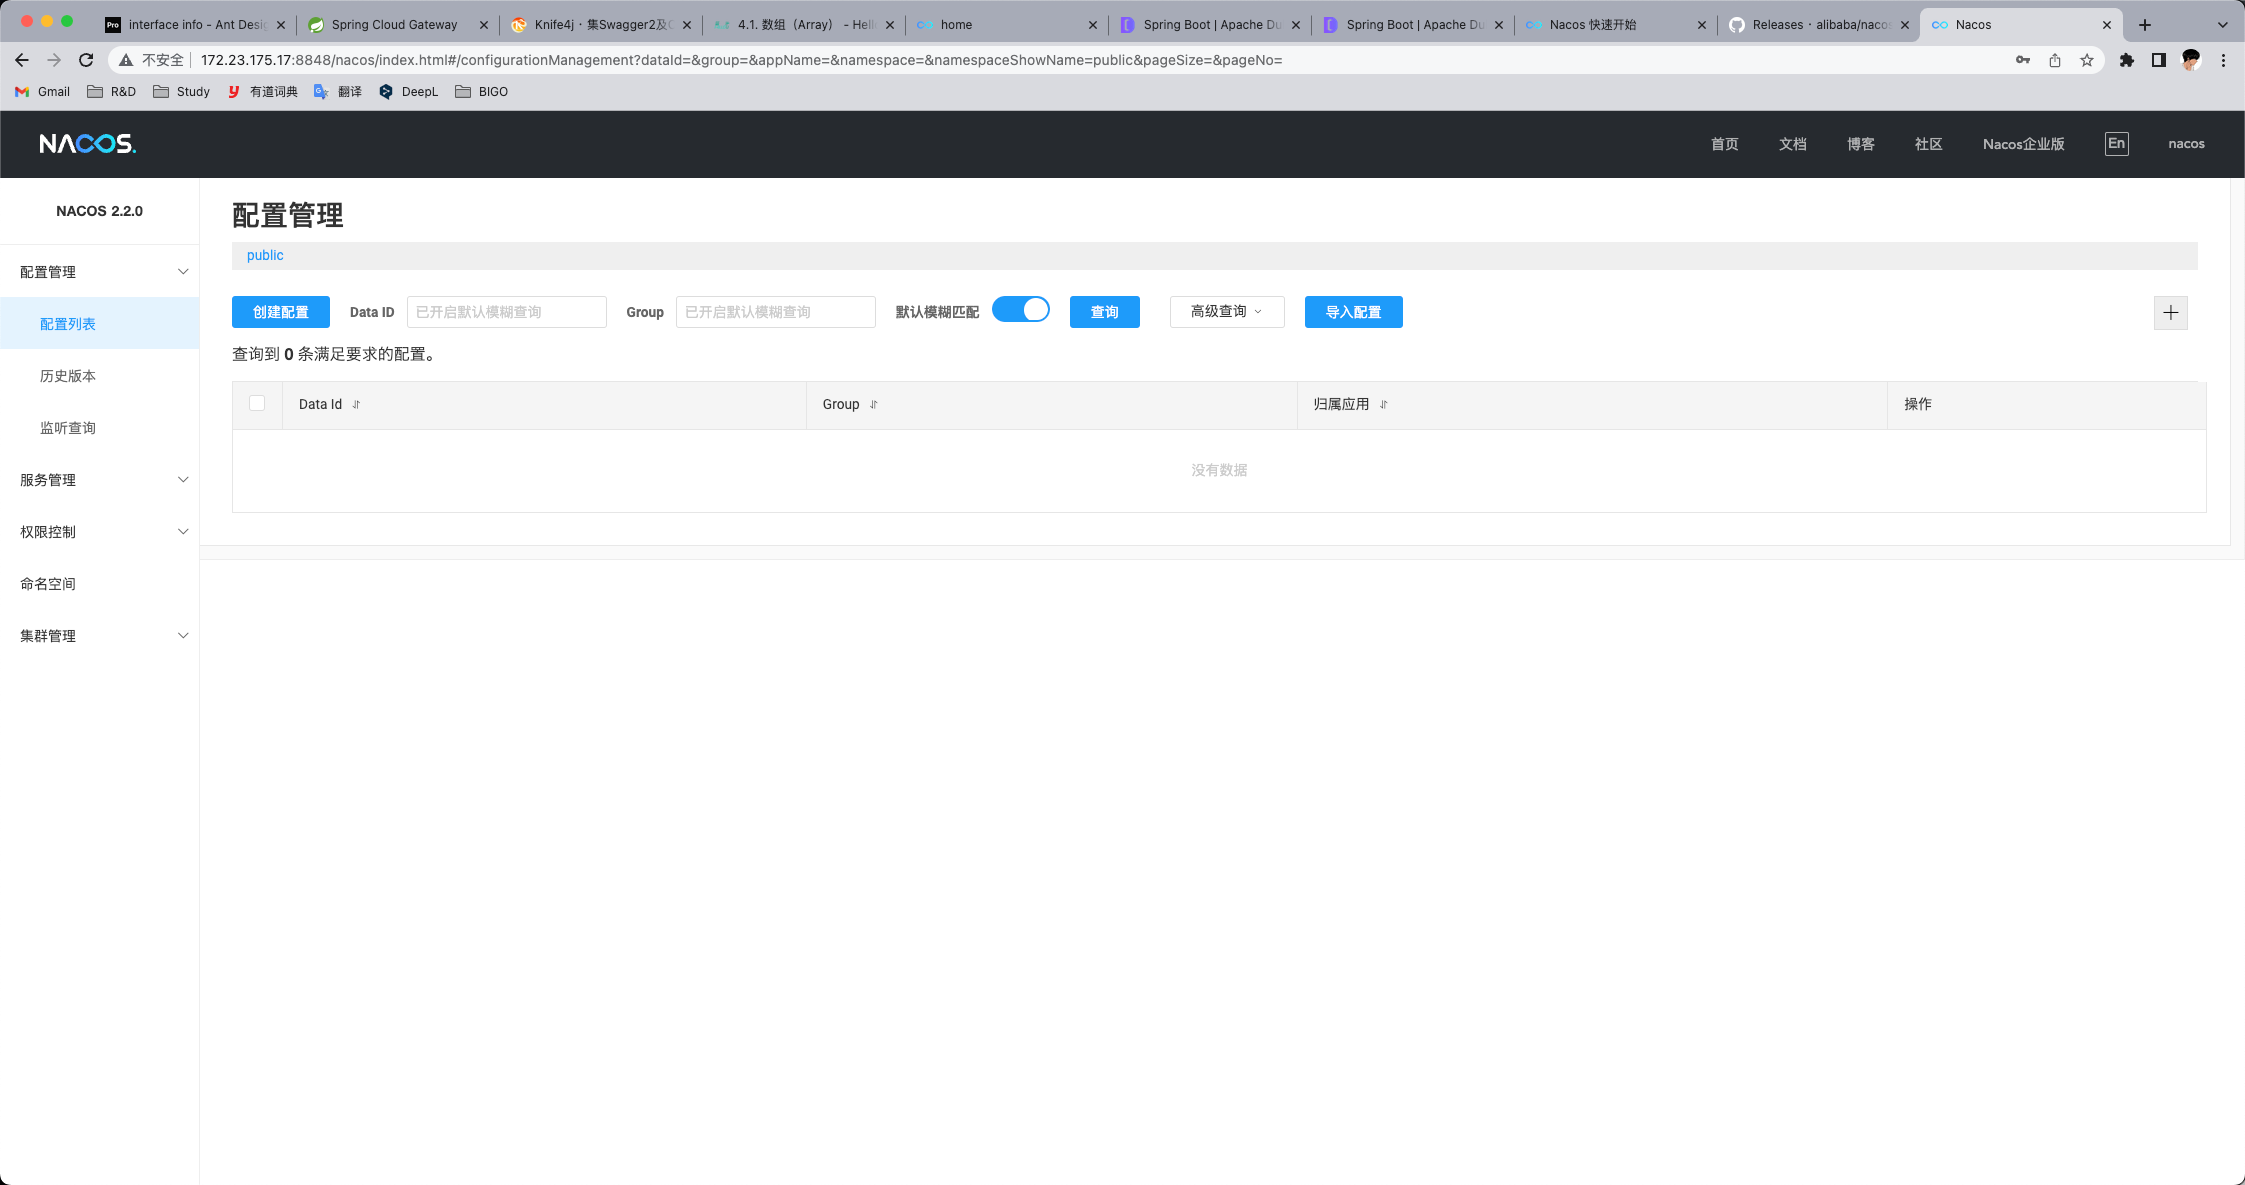 interface info - Ant Desig
Spring Cloud Gateway
Knife4j · 集Swagger2及O
4.1. 数组（Array） - Hell
home
Spring Boot | Apache Du
Spring Boot | Apache Du
Nacos 快速开始
Releases · alibaba/nacos
Nacos
不安全
172.23.175.17:8848/nacos/index.html#/configurationManagement?dataId=&group=&appName=&namespace=&namespaceShowName=public&pageSize=&pageNo=
Gmail
R&D
Study
有道词典
翻译
DeepL
BIGO
NACOS.
首页
文档
博客
社区
Nacos企业版
En
nacos
NACOS 2.2.0
配置管理
配置列表
历史版本
监听查询
服务管理
权限控制
命名空间
集群管理
配置管理
public
创建配置
Data ID
已开启默认模糊查询
Group
已开启默认模糊查询
默认模糊匹配
查询
高级查询
导入配置
查询到 0 条满足要求的配置。
Data Id
Group
归属应用
操作
没有数据